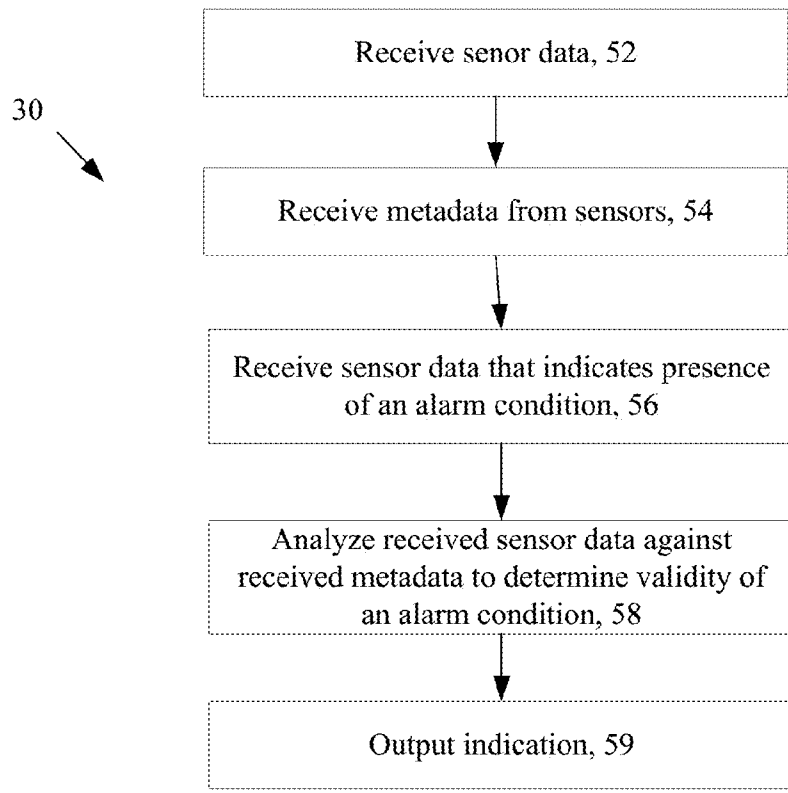 Receive senor data, 52
30
Receive metadata from sensors, 54
Receive sensor data that indicates presence
of an alarm condition, 56
Analyze received sensor data against
received metadata to determine validity of
an alarm condition, 58
Output indication, 59